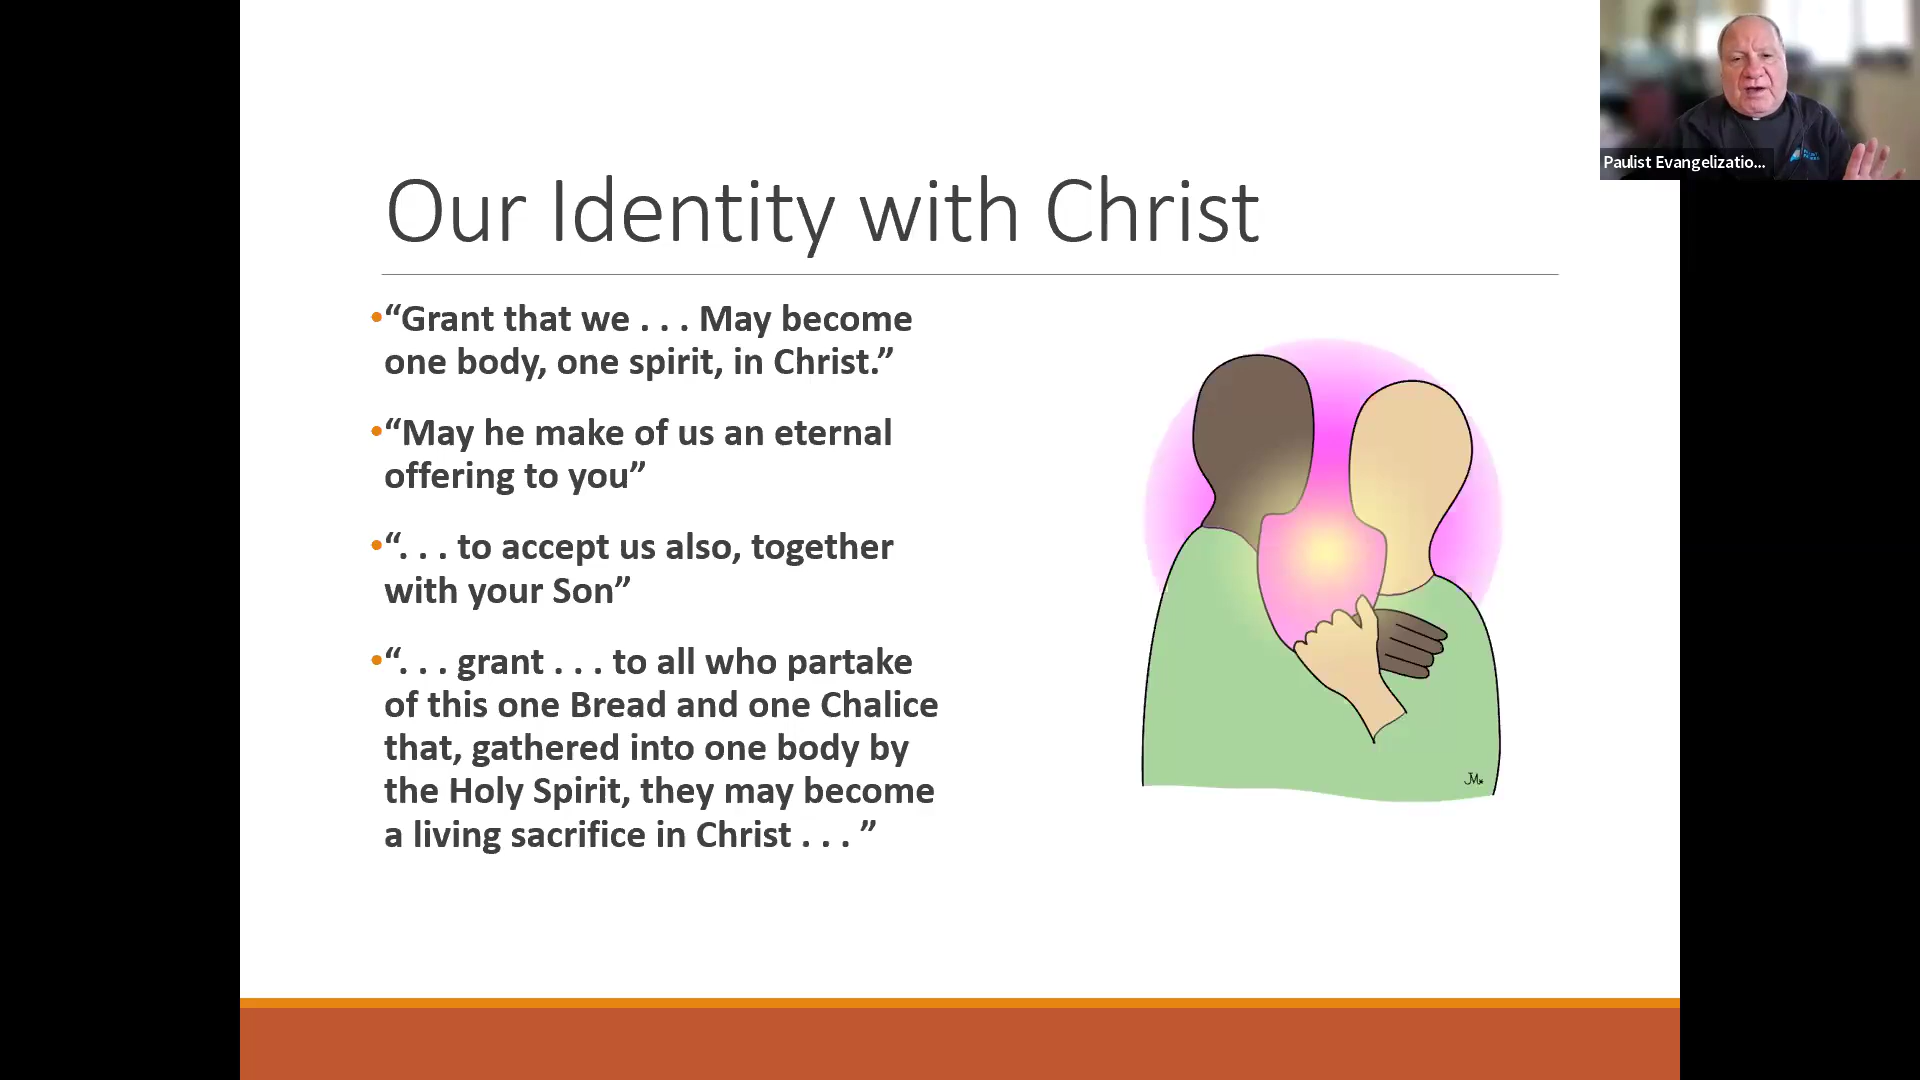 Our Identity with Christ
•“Grant that we . . . May become
one body, one spirit, in Christ.”
•“May he make of us an eternal
offering to you”
•“. . . to accept us also, together
with your Son”
•“. . . grant . . . to all who partake
of this one Bread and one Chalice
that, gathered into one body by
the Holy Spirit, they may become
a living sacrifice in Christ . . . ”
Paulist Evangelizatio...
JM